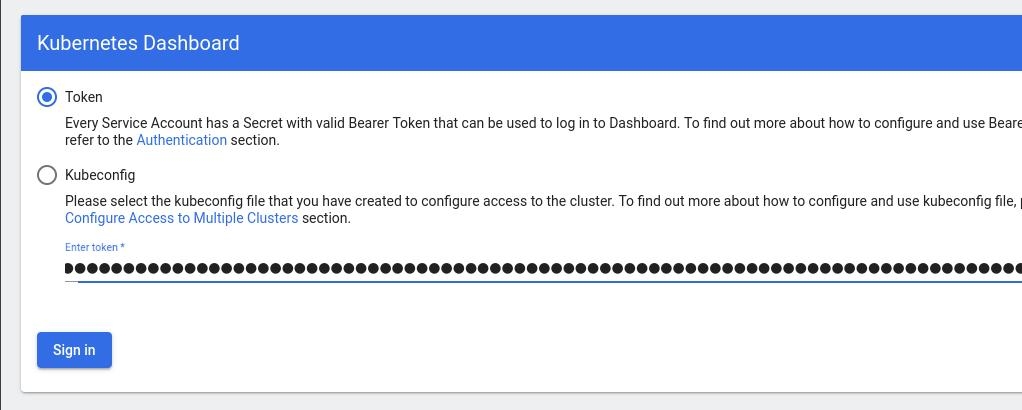 Kubernetes Dashboard
Token
Every Service Account has a Secret with valid Bearer Token that can be used to log in to Dashboard. To find out more about how to configure and use
refer to the Authentication section.
Kubeconfig
Please select the kubeconfig file that you have created to configure access to the cluster. To find out more about how to configure and use kubeconfig file,
Configure Access to Multiple Clusters section.
Enter token *
Sign in